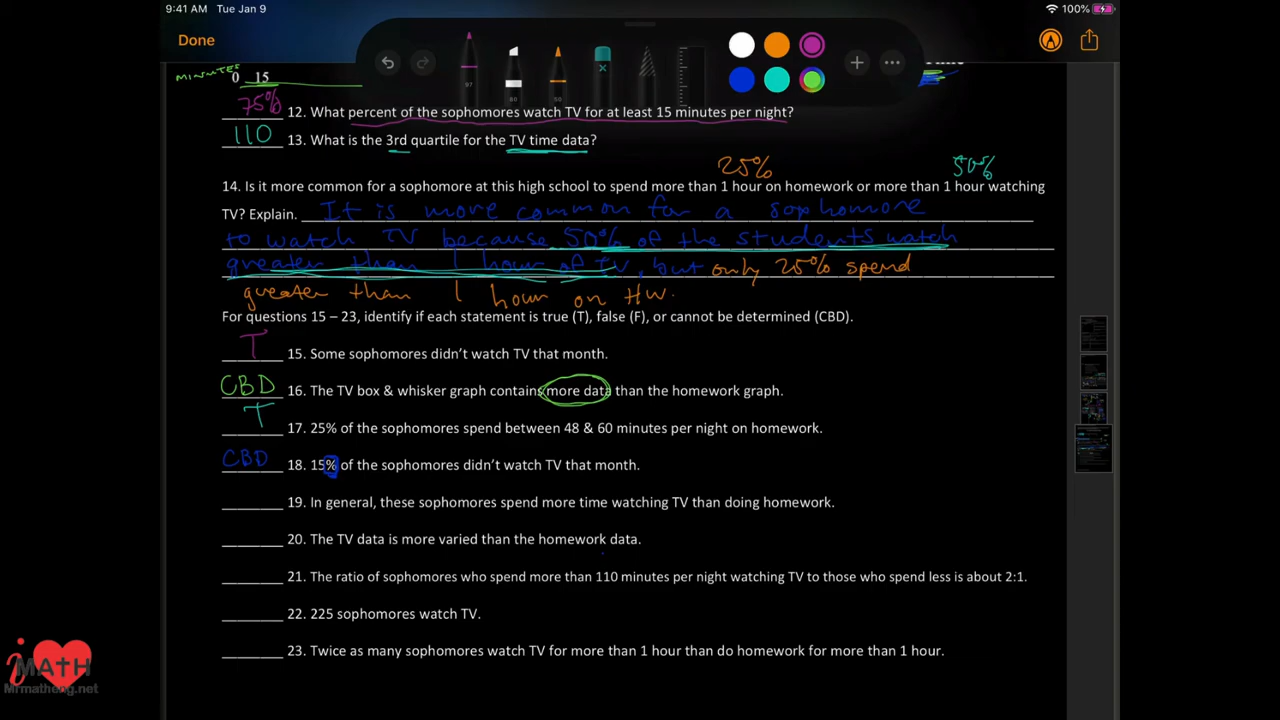 9:41 AM Tue Jan 9
100%
Done
97
80
50
MINUTES 0 15
75% 12. What percent of the sophomores watch TV for at least 15 minutes per night?
110 13. What is the 3rd quartile for the TV time data?
25% 50%
14. Is it more common for a sophomore at this high school to spend more than 1 hour on homework or more than 1 hour watching
TV? Explain. It is more common for a sophomore
to watch TV because 50% of the students watch
greater than 1 hour of TV, but only 25% spend
greater than 1 hour on HW.
For questions 15 – 23, identify if each statement is true (T), false (F), or cannot be determined (CBD).
T 15. Some sophomores didn't watch TV that month.
CBD 16. The TV box & whisker graph contains more data than the homework graph.
T 17. 25% of the sophomores spend between 48 & 60 minutes per night on homework.
CBD 18. 15% of the sophomores didn't watch TV that month.
19. In general, these sophomores spend more time watching TV than doing homework.
20. The TV data is more varied than the homework data.
21. The ratio of sophomores who spend more than 110 minutes per night watching TV to those who spend less is about 2:1.
22. 225 sophomores watch TV.
23. Twice as many sophomores watch TV for more than 1 hour than do homework for more than 1 hour.
iMATH
Mrmatheng.net